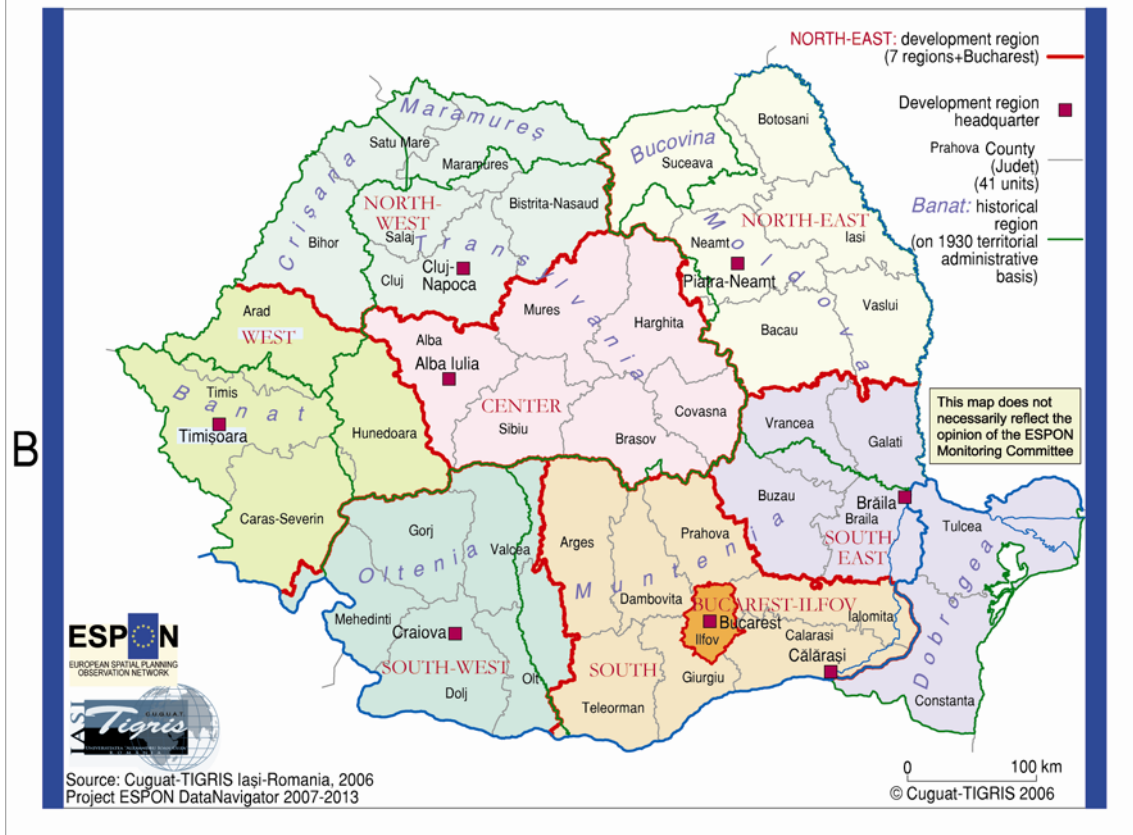 B
NORTH-EAST: development region
(7 regions+Bucharest)
Development region
headquarter
Prahova County
(Judet)
(41 units)
Banat: historical
region
(on 1930 territorial
administrative
basis)
Maramureș
Satu Mare
Maramures
Crișana
Bihor
NORTH-
WEST
Salaj
Bistrita-Nasaud
Cluj
Cluj-
Napoca
Transilvania
Bucovina
Suceava
Botosani
Moldova
NORTH-EAST
Iasi
Neamt
Piatra-Neamt
Vaslui
Bacau
Arad
WEST
Banat
Timis
Timișoara
Hunedoara
Caras-Severin
Mures
Harghita
Alba
Alba Iulia
CENTER
Sibiu
Covasna
Brasov
Vrancea
Galati
This map does not
necessarily reflect the
opinion of the ESPON
Monitoring Committee
Buzau
Brăila
Braila
SOUTH
EAST
Tulcea
Dobrogea
Constanta
Gorj
Valcea
Oltenia
Mehedinti
Craiova
SOUTH-WEST
Dolj
Olt
Arges
Prahova
Muntenia
Dambovita
BUCAREST-ILFOV
Bucarest
Ilfov
Ialomita
Calarasi
Călărași
SOUTH
Giurgiu
Teleorman
ESPON
EUROPEAN SPATIAL PLANNING
OBSERVATION NETWORK
IASI
CUGUAT
Tigris
UNIVERSITATEA "ALEXANDRU IOAN CUZA"
ROMANIA
Source: Cuguat-TIGRIS Iași-Romania, 2006
Project ESPON DataNavigator 2007-2013
0 100 km
© Cuguat-TIGRIS 2006